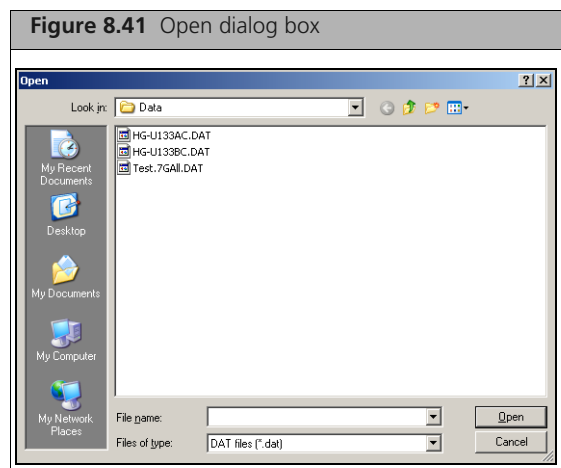 Figure 8.41 Open dialog box
Open
Look in:
Data
HG-U133AC.DAT
HG-U133BC.DAT
Test.7GAll.DAT
My Recent
Documents
Desktop
My Documents
My Computer
My Network
Places
File name:
Open
Files of type:
DAT files (*.dat)
Cancel